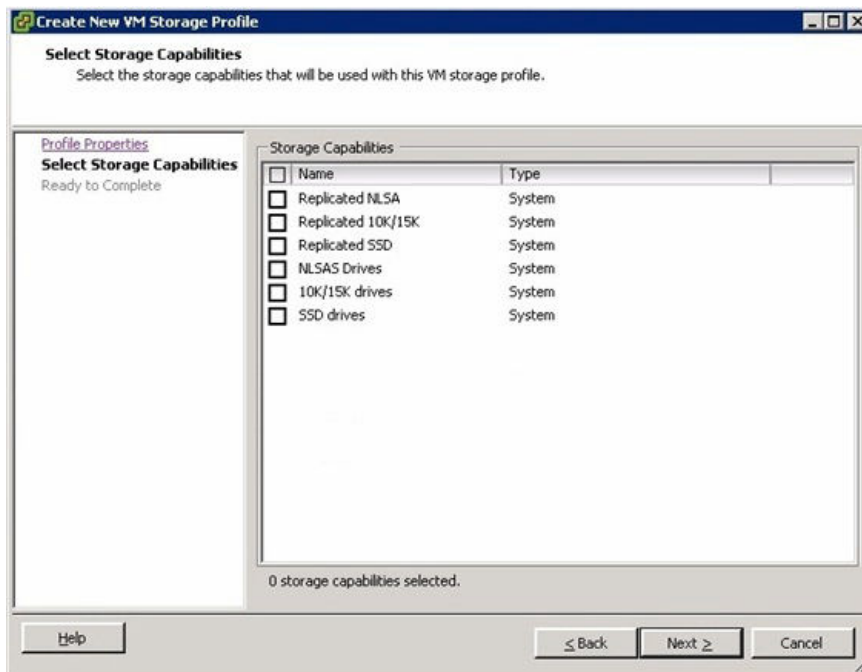 Create New VM Storage Profile
Select Storage Capabilities
Select the storage capabilities that will be used with this VM storage profile.
Profile Properties
Select Storage Capabilities
Ready to Complete
Storage Capabilities
Name Type
Replicated NLSA System
Replicated 10K/15K System
Replicated SSD System
NLSAS Drives System
10K/15K drives System
SSD drives System
0 storage capabilities selected.
Help
< Back
Next >
Cancel